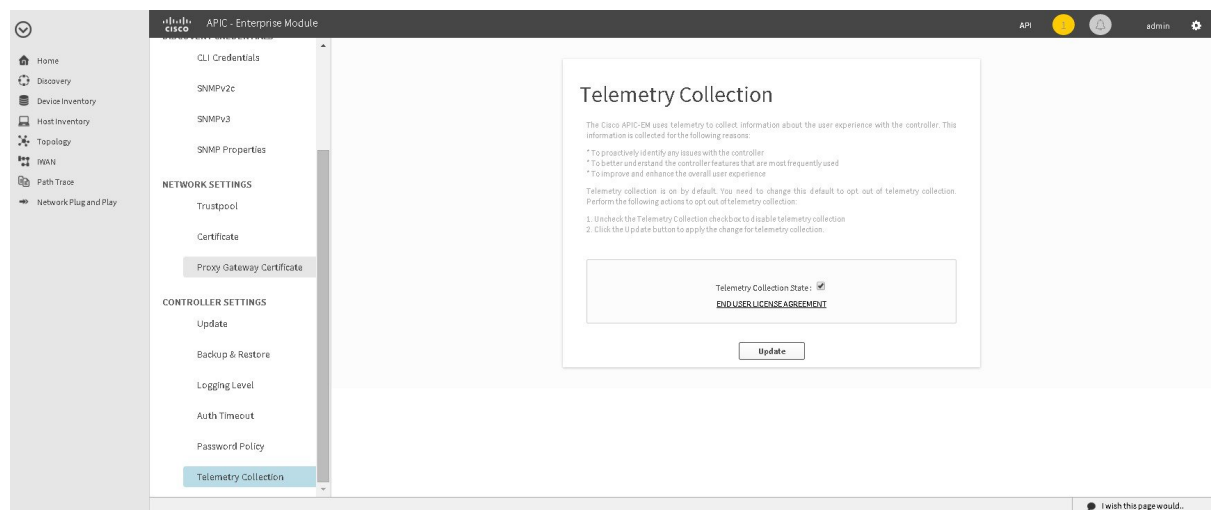 cisco APIC - Enterprise Module
API
1
admin
Home
Discovery
Device Inventory
Host Inventory
Topology
IWAN
Path Trace
Network Plug and Play
DISCOVERY CREDENTIALS
CLI Credentials
SNMPv2c
SNMPv3
SNMP Properties
NETWORK SETTINGS
Trustpool
Certificate
Proxy Gateway Certificate
CONTROLLER SETTINGS
Update
Backup & Restore
Logging Level
Auth Timeout
Password Policy
Telemetry Collection
Telemetry Collection
The Cisco APIC-EM uses telemetry to collect information about the user experience with the controller. This
information is collected for the following reasons:
* To proactively identify any issues with the controller
* To better understand the controller features that are most frequently used
* To improve and enhance the overall user experience
Telemetry collection is on by default. You need to change this default to opt out of telemetry collection.
Perform the following actions to opt out of telemetry collection:
1. Uncheck the Telemetry Collection checkbox to disable telemetry collection
2. Click the Update button to apply the change for telemetry collection.
Telemetry Collection State:
END USER LICENSE AGREEMENT
Update
I wish this page would..